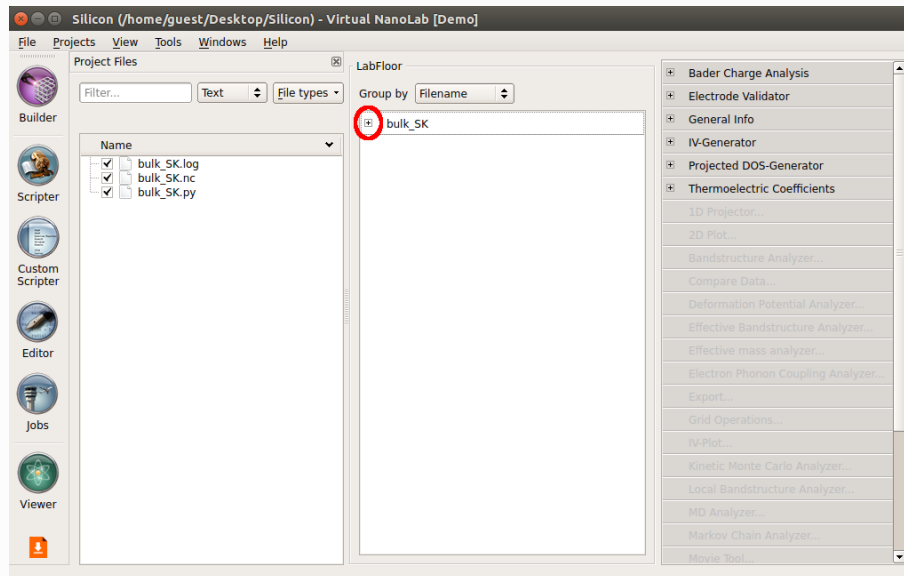 Silicon (/home/guest/Desktop/Silicon) - Virtual NanoLab [Demo]
File Projects View Tools Windows Help
Builder
Scripter
Custom
Scripter
Editor
Jobs
Viewer
Project Files
Filter... Text File types
Name
bulk_SK.log
bulk_SK.nc
bulk_SK.py
LabFloor
Group by Filename
bulk_SK
Bader Charge Analysis
Electrode Validator
General Info
IV-Generator
Projected DOS-Generator
Thermoelectric Coefficients
1D Projector...
2D Plot...
Bandstructure Analyzer...
Compare Data...
Deformation Potential Analyzer...
Effective Bandstructure Analyzer...
Effective mass analyzer...
Electron Phonon Coupling Analyzer...
Export...
Grid Operations...
IV-Plot...
Kinetic Monte Carlo Analyzer...
Local Bandstructure Analyzer...
MD Analyzer...
Markov Chain Analyzer...
Movie Tool...